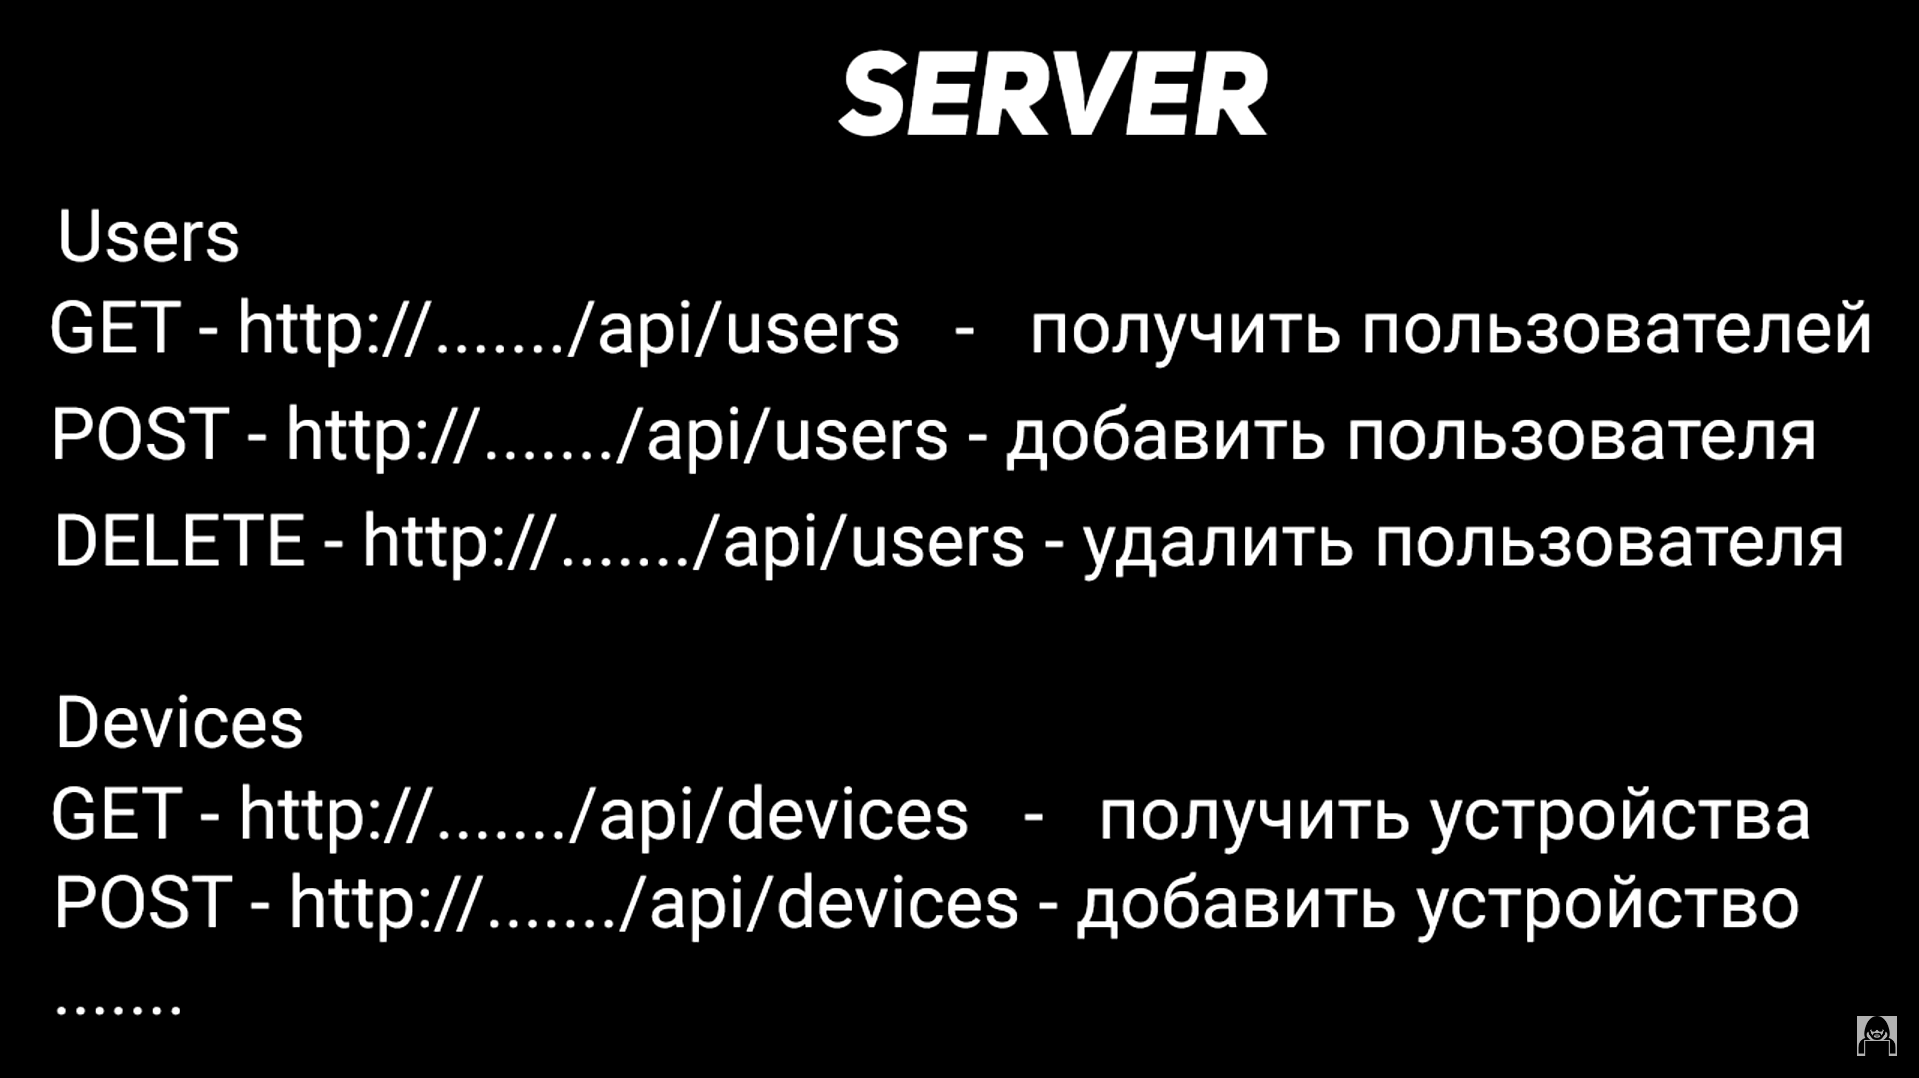 SERVER
Users
GET - http://......./api/users - получить пользователей
POST - http://......./api/users - добавить пользователя
DELETE - http://......./api/users - удалить пользователя
Devices
GET - http://......./api/devices - получить устройства
POST - http://......./api/devices - добавить устройство
.......